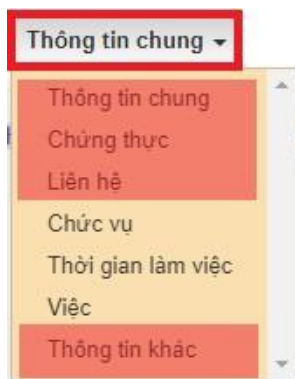 Thông tin chung
Thông tin chung
Chứng thực
Liên hệ
Chức vụ
Thời gian làm việc
Việc
Thông tin khác